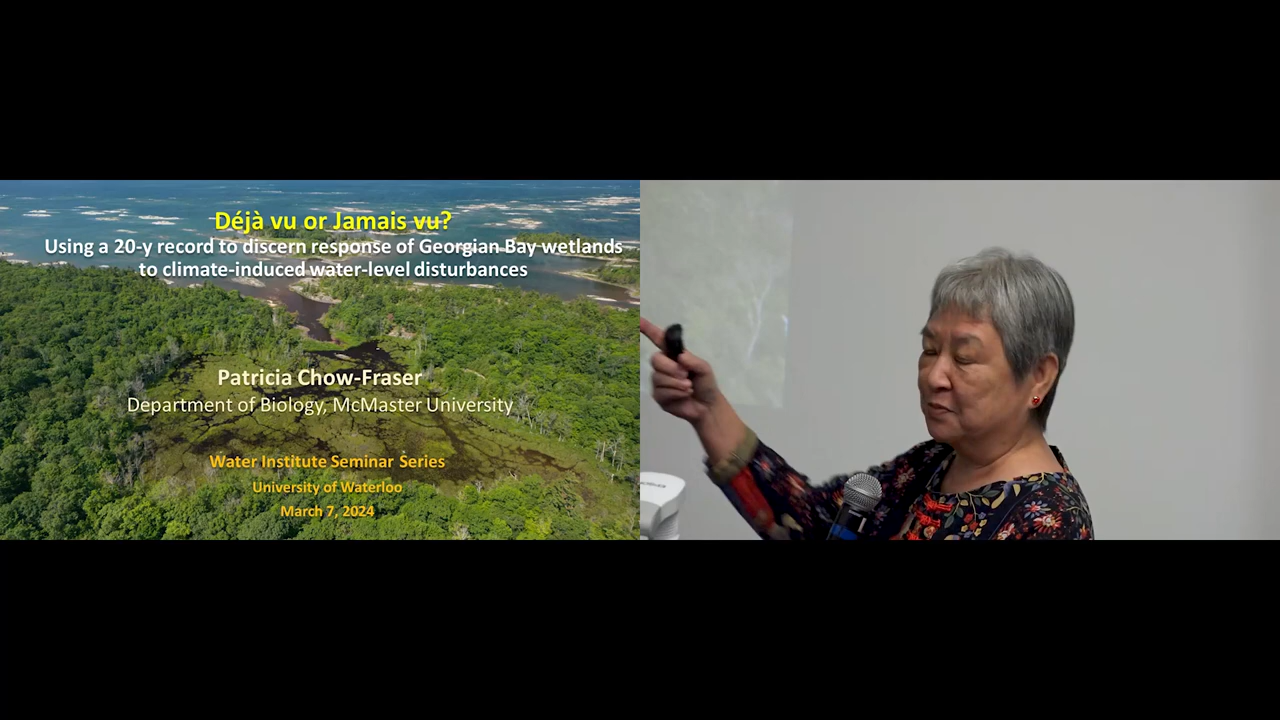 Déjà vu or Jamais vu?
Using a 20-y record to discern response of Georgian Bay wetlands
to climate-induced water-level disturbances
Patricia Chow-Fraser
Department of Biology, McMaster University
Water Institute Seminar Series
University of Waterloo
March 7, 2024